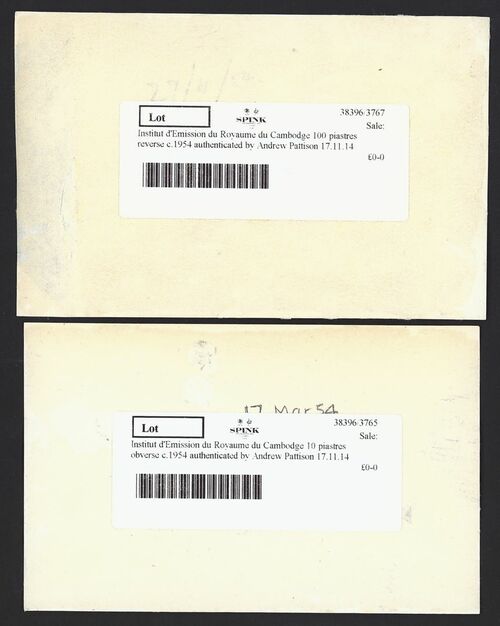 Lot
SPINK
38396/3767
Sale:
Institut d'Emission du Royaume du Cambodge 100 piastres
reverse c.1954 authenticated by Andrew Pattison 17.11.14
£0-0
17 Mar 54
Lot
SPINK
38396/3765
Sale:
Institut d'Emission du Royaume du Cambodge 10 piastres
obverse c.1954 authenticated by Andrew Pattison 17.11.14
£0-0